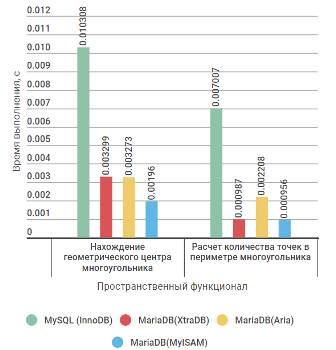 0.012
0.011
0.010
0.009
0.008
0.007
0.006
0.005
0.004
0.003
0.002
0.001
0
Время выполнения, с
0.010308
0.003299
0.003273
0.00196
0.007007
0.000987
0.002208
0.000956
Нахождение
геометрического центра
многоугольника
Расчет количества точек в
периметре многоугольника
Пространственный функционал
MySQL (InnoDB)
MariaDB(XtraDB)
MariaDB(Aria)
MariaDB(MyISAM)